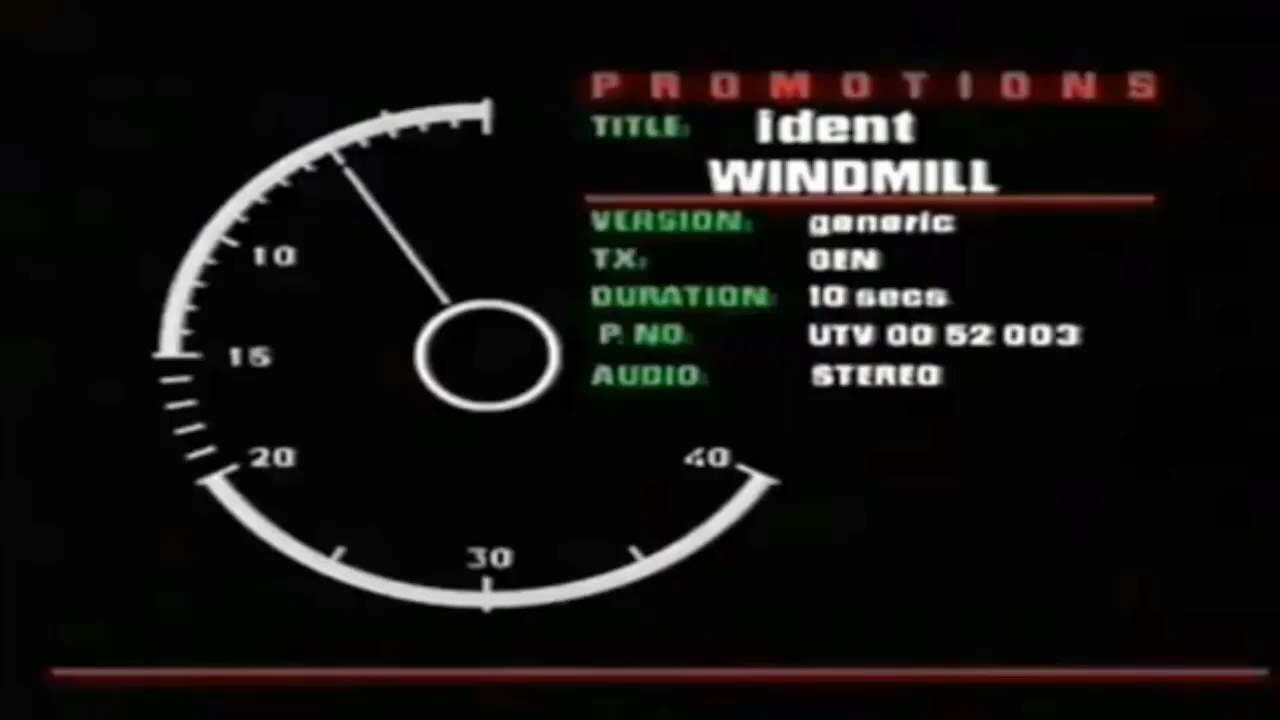 PROMOTIONS
TITLE: ident
WINDMILL
VERSION: generic
TX: GEN
DURATION: 10 secs
P. NO. UTV 00 52 003
AUDIO: STEREO
10
15
20
40
30